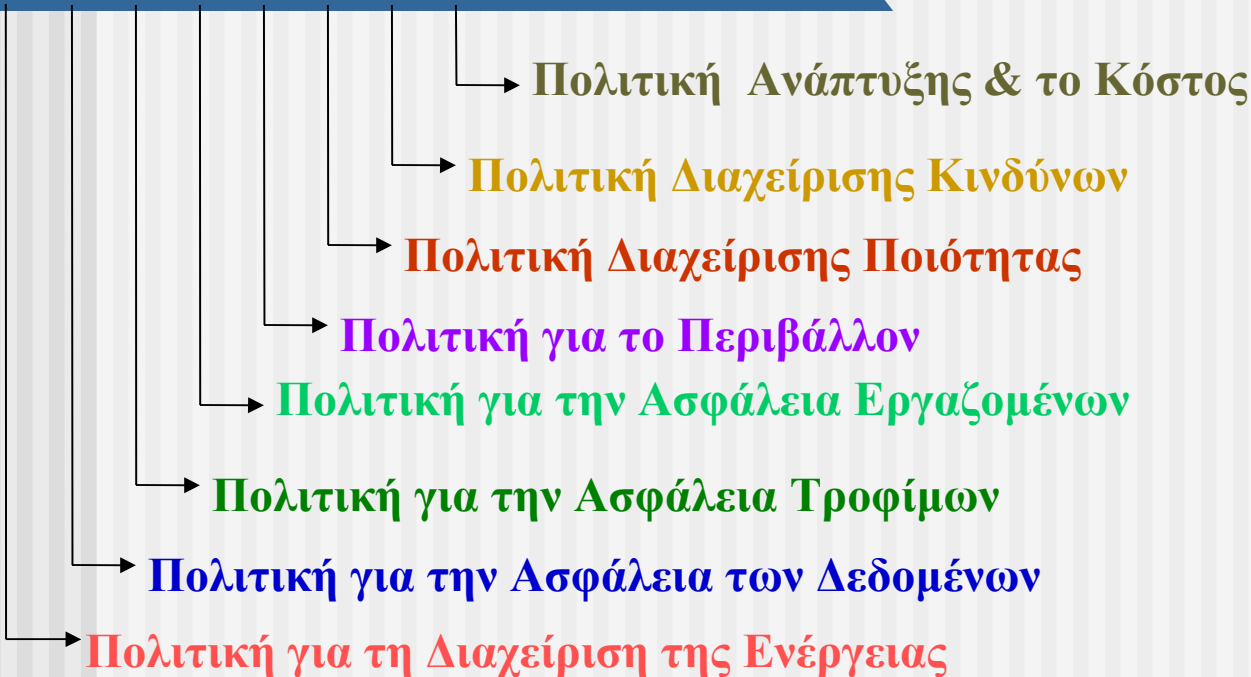 Πολιτική Ανάπτυξης & το Κόστος
Πολιτική Διαχείρισης Κινδύνων
Πολιτική Διαχείρισης Ποιότητας
Πολιτική για το Περιβάλλον
Πολιτική για την Ασφάλεια Εργαζομένων
Πολιτική για την Ασφάλεια Τροφίμων
Πολιτική για την Ασφάλεια των Δεδομένων
Πολιτική για τη Διαχείριση της Ενέργειας